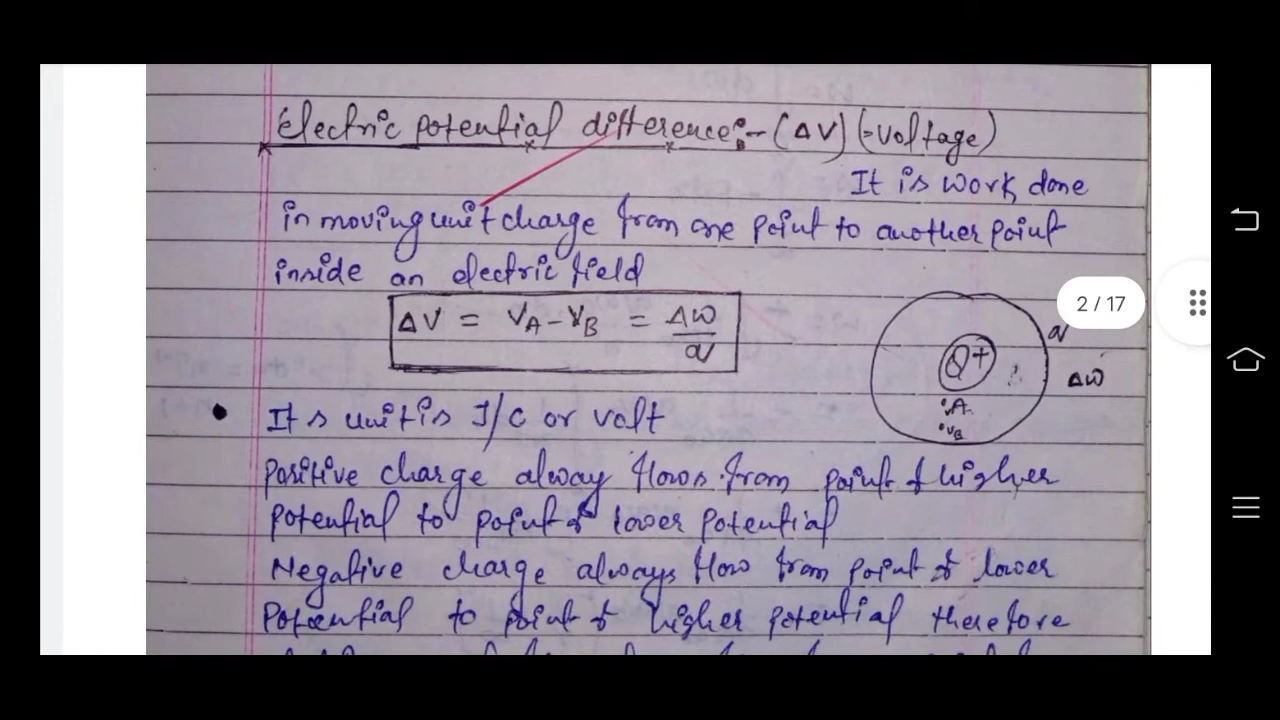 Electric potential difference:- (ΔV) (=voltage)
It is work done
in moving unit charge from one point to another point
inside an electric field
ΔV = VA - VB = ΔW/q
2 / 17
q
Q+
ΔW
A
VB
It s unit is J/C or volt
positive charge alway flows from point of higher
potential to point of lower potential
Negative charge always flow from point of lower
Potential to point of higher potential therefore